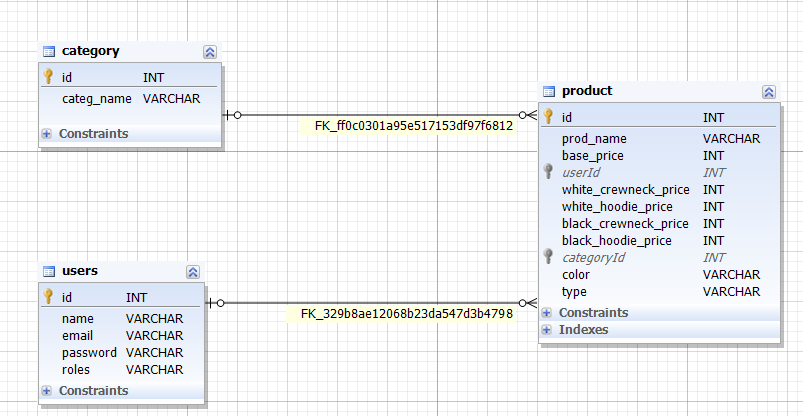 category
id INT
categ_name VARCHAR
Constraints
FK_ff0c0301a95e517153df97f6812
product
id INT
prod_name VARCHAR
base_price INT
userId INT
white_crewneck_price INT
white_hoodie_price INT
black_crewneck_price INT
black_hoodie_price INT
categoryId INT
color VARCHAR
type VARCHAR
Constraints
Indexes
users
id INT
name VARCHAR
email VARCHAR
password VARCHAR
roles VARCHAR
Constraints
FK_329b8ae12068b23da547d3b4798